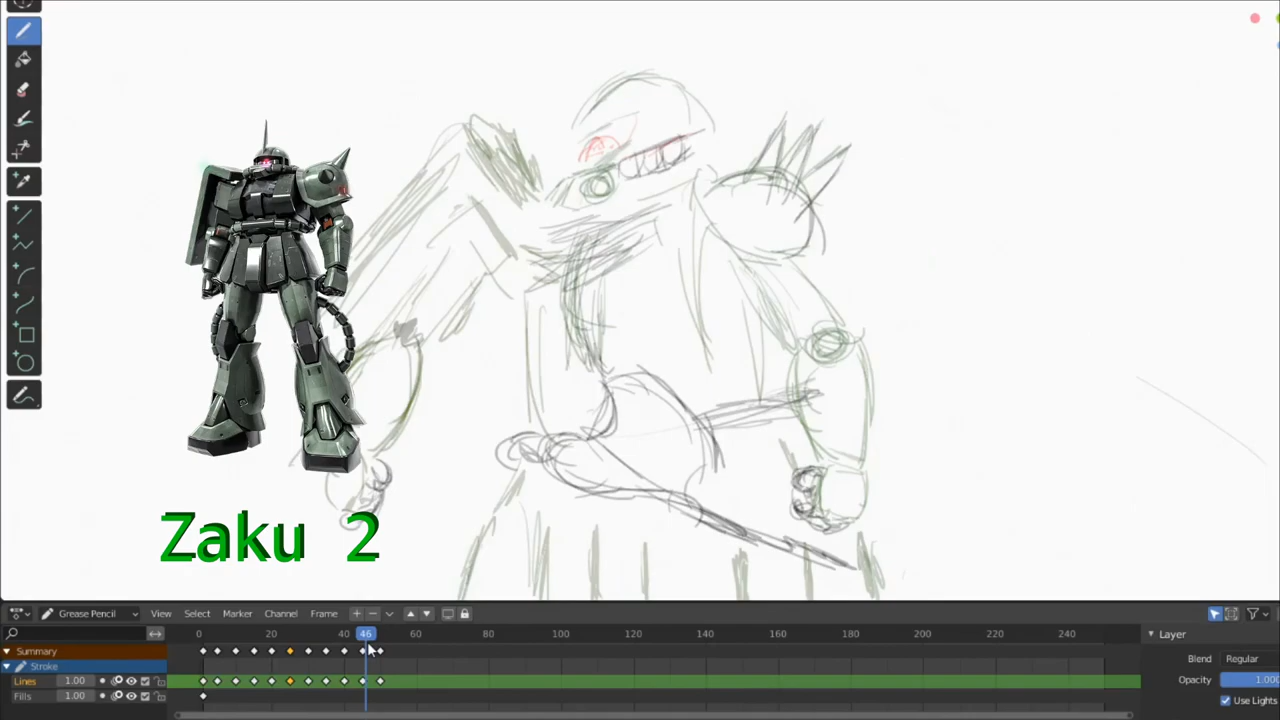 Zaku 2
Grease Pencil View Select Marker Channel Frame
Layer
0 20 40 46 60 80 100 120 140 160 180 200 220 240
Summary
Blend Regular
Stroke
Lines 1.00
Opacity 1.000
Fills 1.00
Use Lights